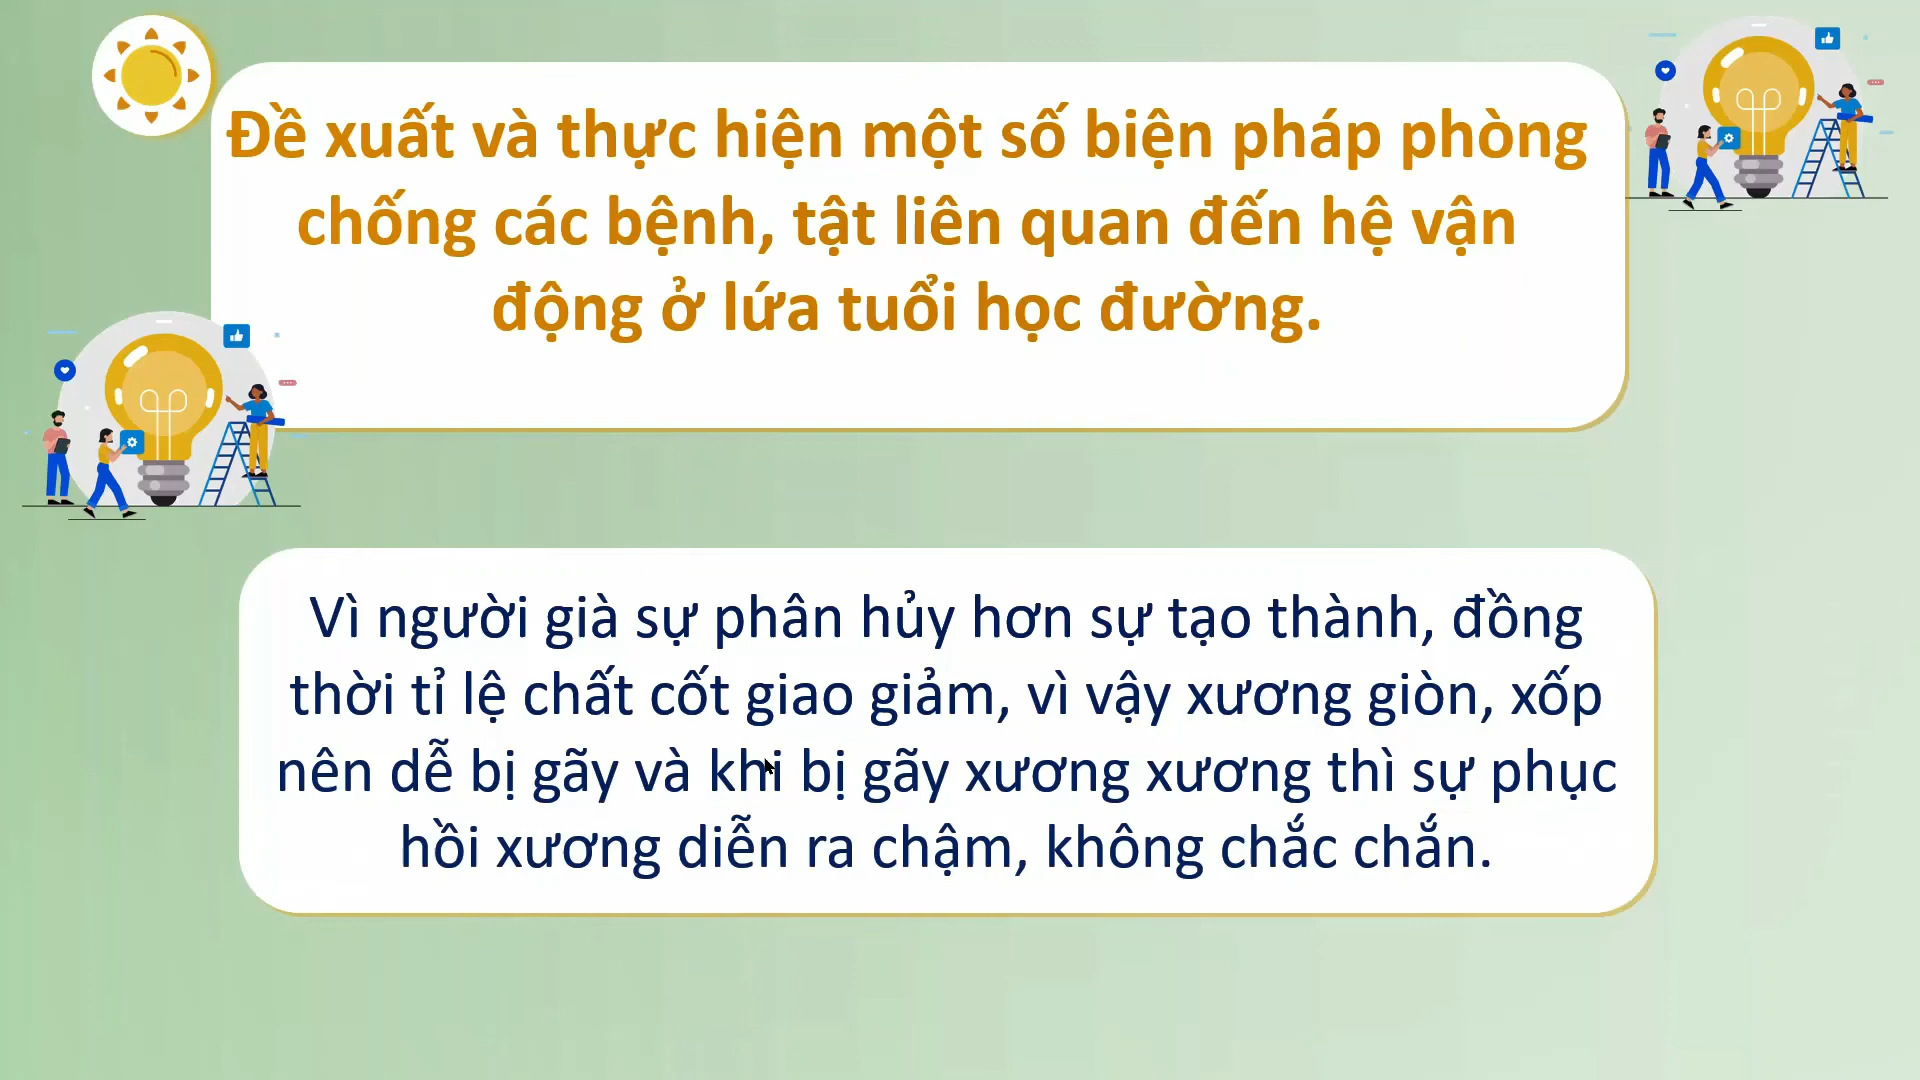 Đề xuất và thực hiện một số biện pháp phòng
chống các bệnh, tật liên quan đến hệ vận
động ở lứa tuổi học đường.
Vì người già sự phân hủy hơn sự tạo thành, đồng
thời tỉ lệ chất cốt giao giảm, vì vậy xương giòn, xốp
nên dễ bị gãy và khi bị gãy xương xương thì sự phục
hồi xương diễn ra chậm, không chắc chắn.